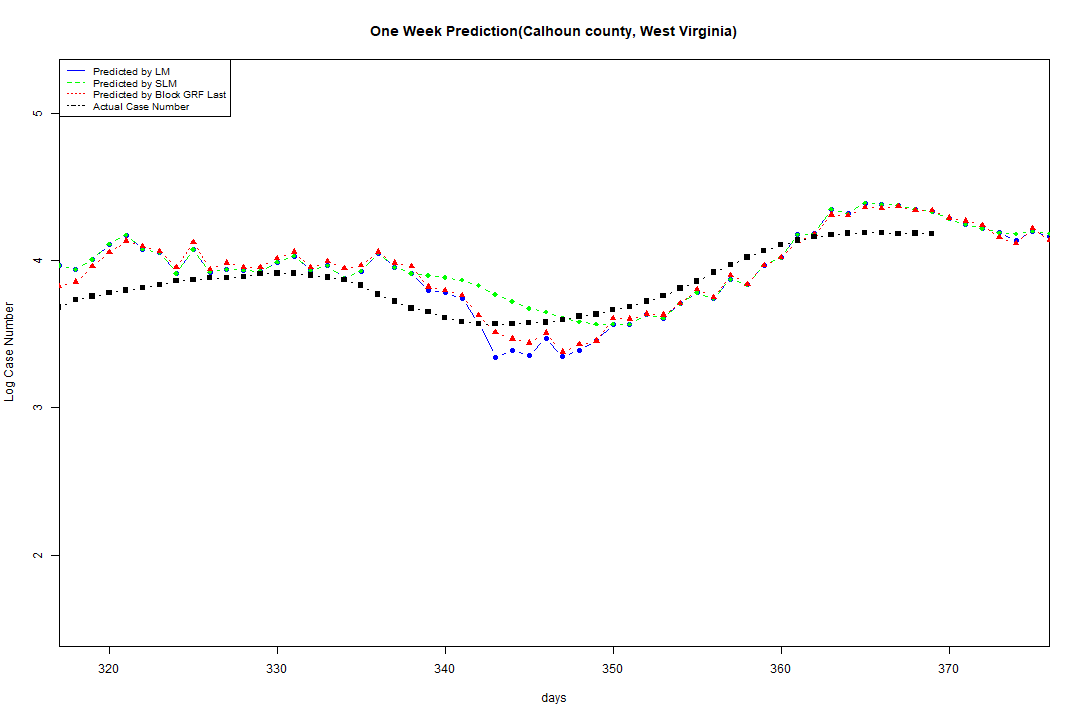 One Week Prediction(Calhoun county, West Virginia)
Predicted by LM
Predicted by SLM
Predicted by Block GRF Last
Actual Case Number
5
4
3
2
Log Case Number
320 330 340 350 360 370
days